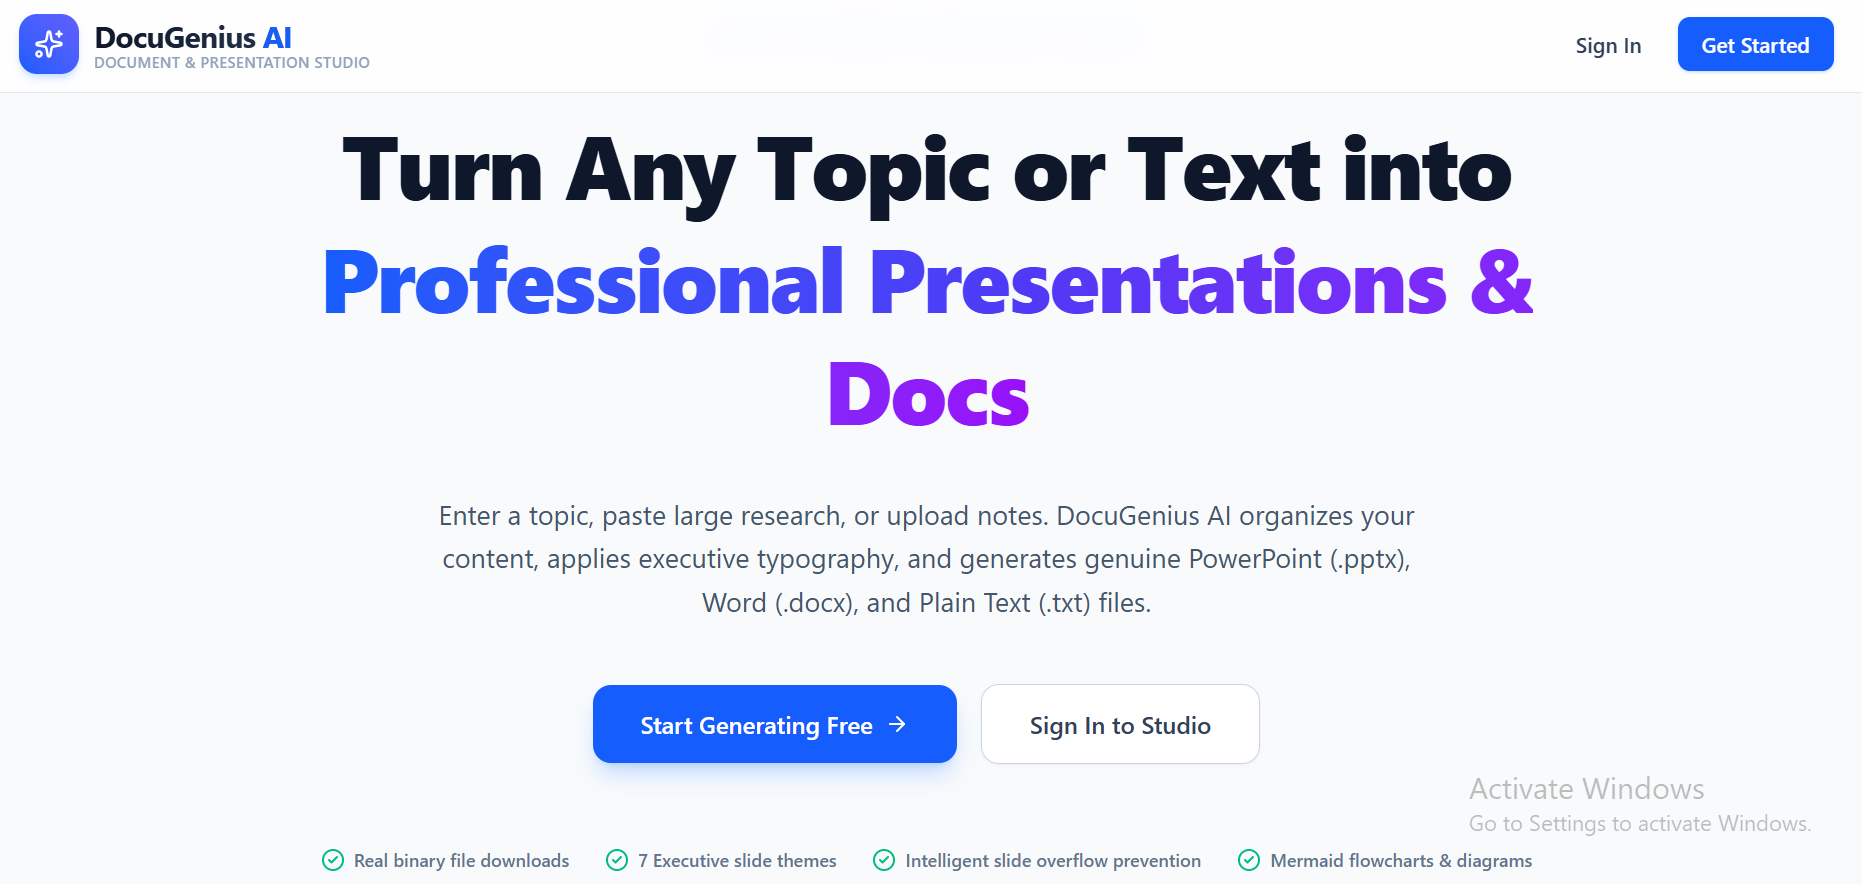 DocuGenius AI
DOCUMENT & PRESENTATION STUDIO
Sign In
Get Started
Turn Any Topic or Text into
Professional Presentations &
Docs
Enter a topic, paste large research, or upload notes. DocuGenius AI organizes your
content, applies executive typography, and generates genuine PowerPoint (.pptx),
Word (.docx), and Plain Text (.txt) files.
Start Generating Free
Sign In to Studio
Activate Windows
Go to Settings to activate Windows.
Real binary file downloads
7 Executive slide themes
Intelligent slide overflow prevention
Mermaid flowcharts & diagrams